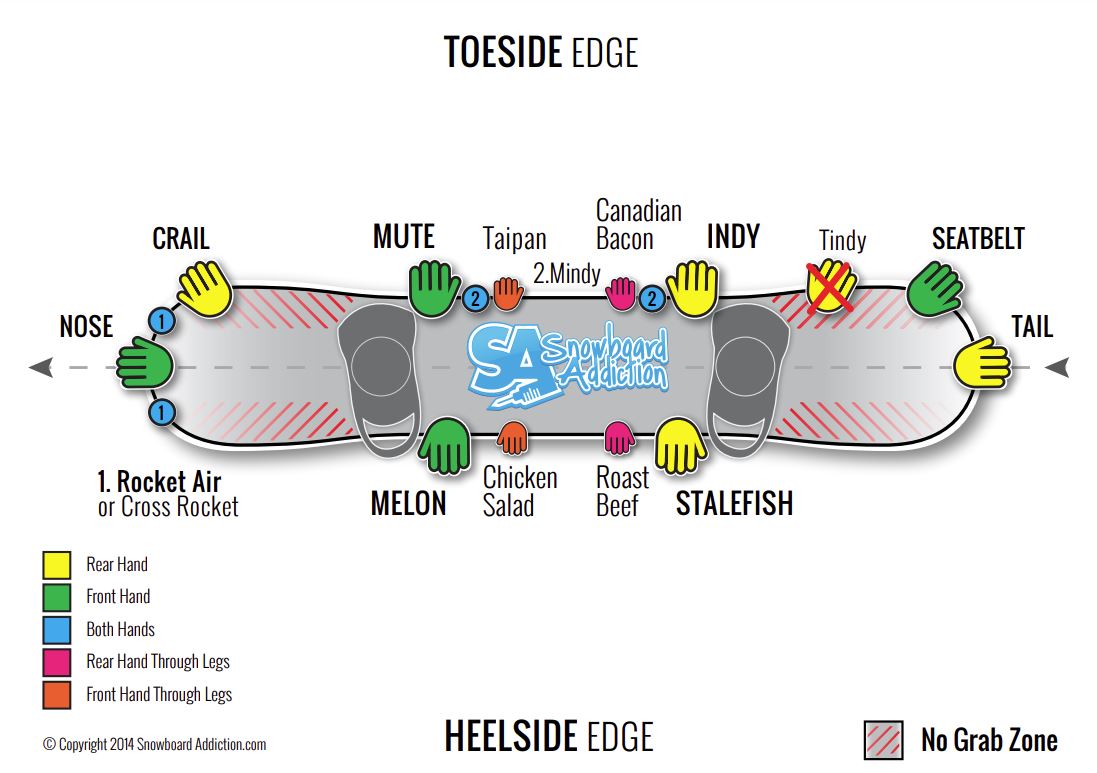 TOESIDE EDGE
Canadian
Bacon
CRAIL
MUTE
Taipan
INDY
Tindy
SEATBELT
2.Mindy
2
2
NOSE
1
TAIL
SA Snowboard
Addiction
1
1. Rocket Air
or Cross Rocket
MELON
Chicken
Salad
Roast
Beef
STALEFISH
Rear Hand
Front Hand
Both Hands
Rear Hand Through Legs
Front Hand Through Legs
© Copyright 2014 Snowboard Addiction.com
HEELSIDE EDGE
No Grab Zone